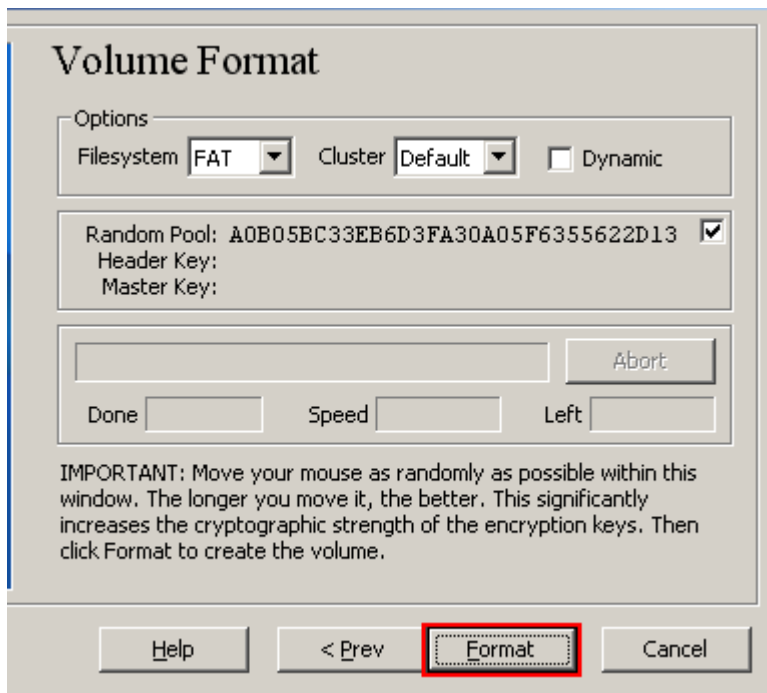 Volume Format
Options
Filesystem FAT Cluster Default Dynamic
Random Pool: A0B05BC33EB6D3FA30A05F6355622D13
Header Key:
Master Key:
Abort
Done Speed Left
IMPORTANT: Move your mouse as randomly as possible within this
window. The longer you move it, the better. This significantly
increases the cryptographic strength of the encryption keys. Then
click Format to create the volume.
Help < Prev Format Cancel